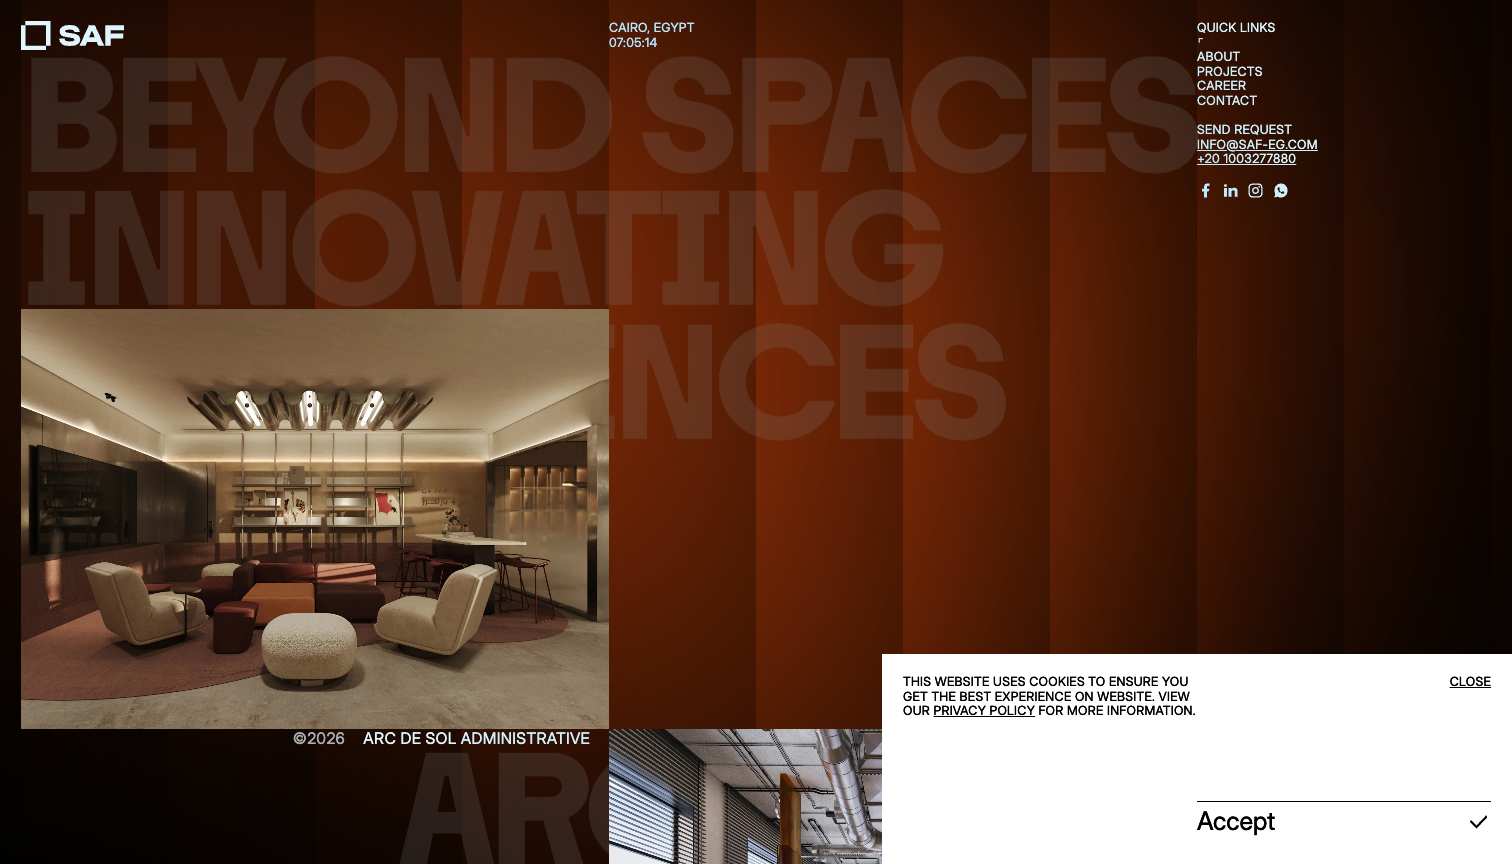 SAF
CAIRO, EGYPT
07:05:14
QUICK LINKS
ABOUT
PROJECTS
CAREER
CONTACT
SEND REQUEST
INFO@SAF-EG.COM
+20 1003277880
BEYOND SPACES
INNOVATING
ENCES
©2026 ARC DE SOL ADMINISTRATIVE
ARC
THIS WEBSITE USES COOKIES TO ENSURE YOU
GET THE BEST EXPERIENCE ON WEBSITE. VIEW
OUR PRIVACY POLICY FOR MORE INFORMATION.
CLOSE
Accept